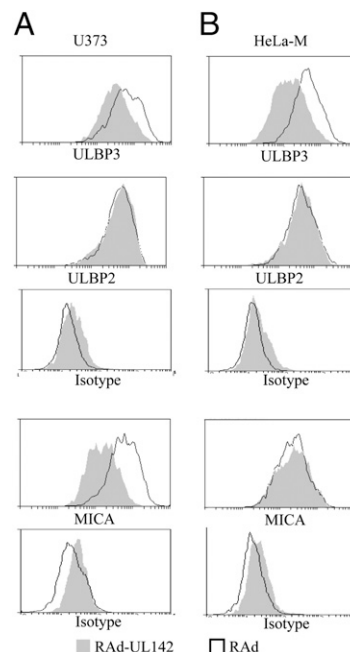 A
B
U373
HeLa-M
ULBP3
ULBP3
ULBP2
ULBP2
Isotype
Isotype
MICA
MICA
Isotype
Isotype
RAd-UL142
RAd